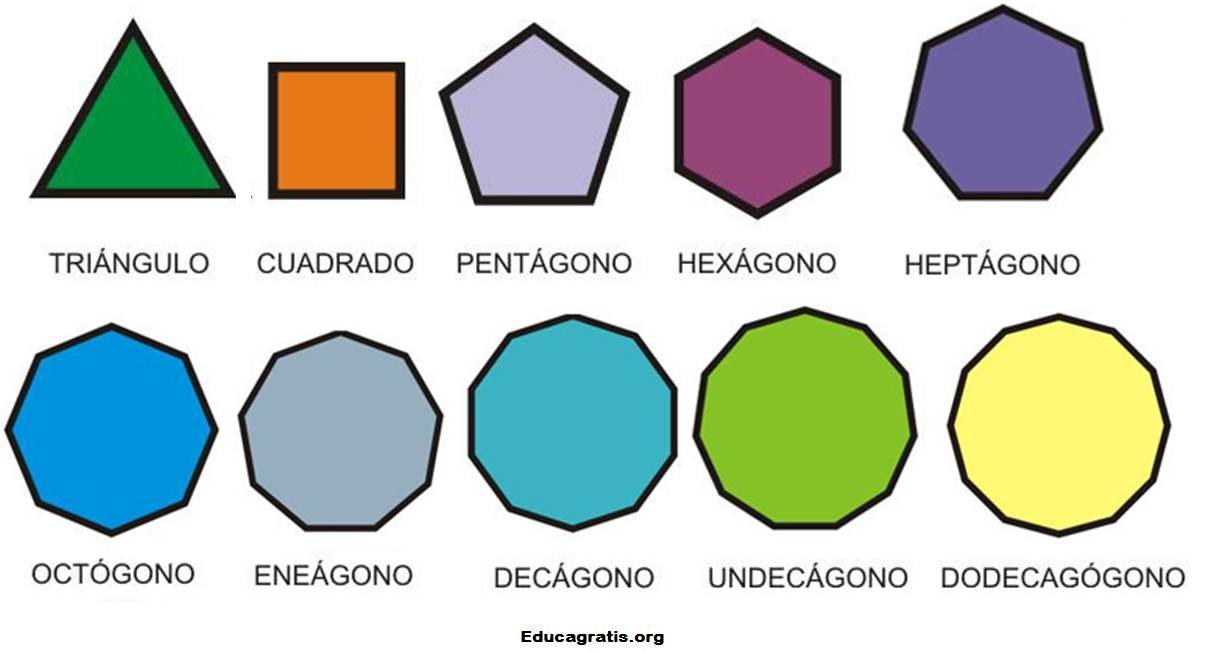 TRIÁNGULO CUADRADO PENTÁGONO HEXÁGONO HEPTÁGONO
OCTÓGONO ENEÁGONO DECÁGONO UNDECÁGONO DODECAGÓGONO
Educagratis.org